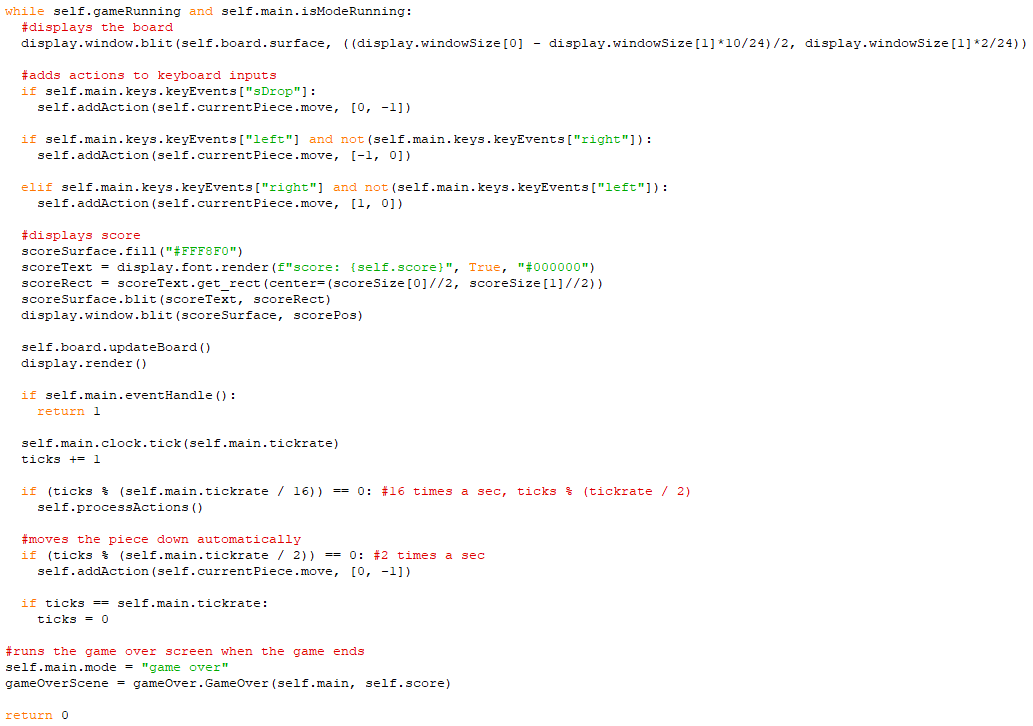 while self.gameRunning and self.main.isModeRunning:
  #displays the board
  display.window.blit(self.board.surface, ((display.windowSize[0] - display.windowSize[1]*10/24)/2, display.windowSize[1]*2/24))

  #adds actions to keyboard inputs
  if self.main.keys.keyEvents["sDrop"]:
    self.addAction(self.currentPiece.move, [0, -1])

  if self.main.keys.keyEvents["left"] and not(self.main.keys.keyEvents["right"]):
    self.addAction(self.currentPiece.move, [-1, 0])

  elif self.main.keys.keyEvents["right"] and not(self.main.keys.keyEvents["left"]):
    self.addAction(self.currentPiece.move, [1, 0])

  #displays score
  scoreSurface.fill("#FFF8F0")
  scoreText = display.font.render(f"score: {self.score}", True, "#000000")
  scoreRect = scoreText.get_rect(center=(scoreSize[0]//2, scoreSize[1]//2))
  scoreSurface.blit(scoreText, scoreRect)
  display.window.blit(scoreSurface, scorePos)

  self.board.updateBoard()
  display.render()

  if self.main.eventHandle():
    return 1

  self.main.clock.tick(self.main.tickrate)
  ticks += 1

  if (ticks % (self.main.tickrate / 16)) == 0: #16 times a sec, ticks % (tickrate / 2)
    self.processActions()

  #moves the piece down automatically
  if (ticks % (self.main.tickrate / 2)) == 0: #2 times a sec
    self.addAction(self.currentPiece.move, [0, -1])

  if ticks == self.main.tickrate:
    ticks = 0

#runs the game over screen when the game ends
self.main.mode = "game over"
gameOverScene = gameOver.GameOver(self.main, self.score)

return 0